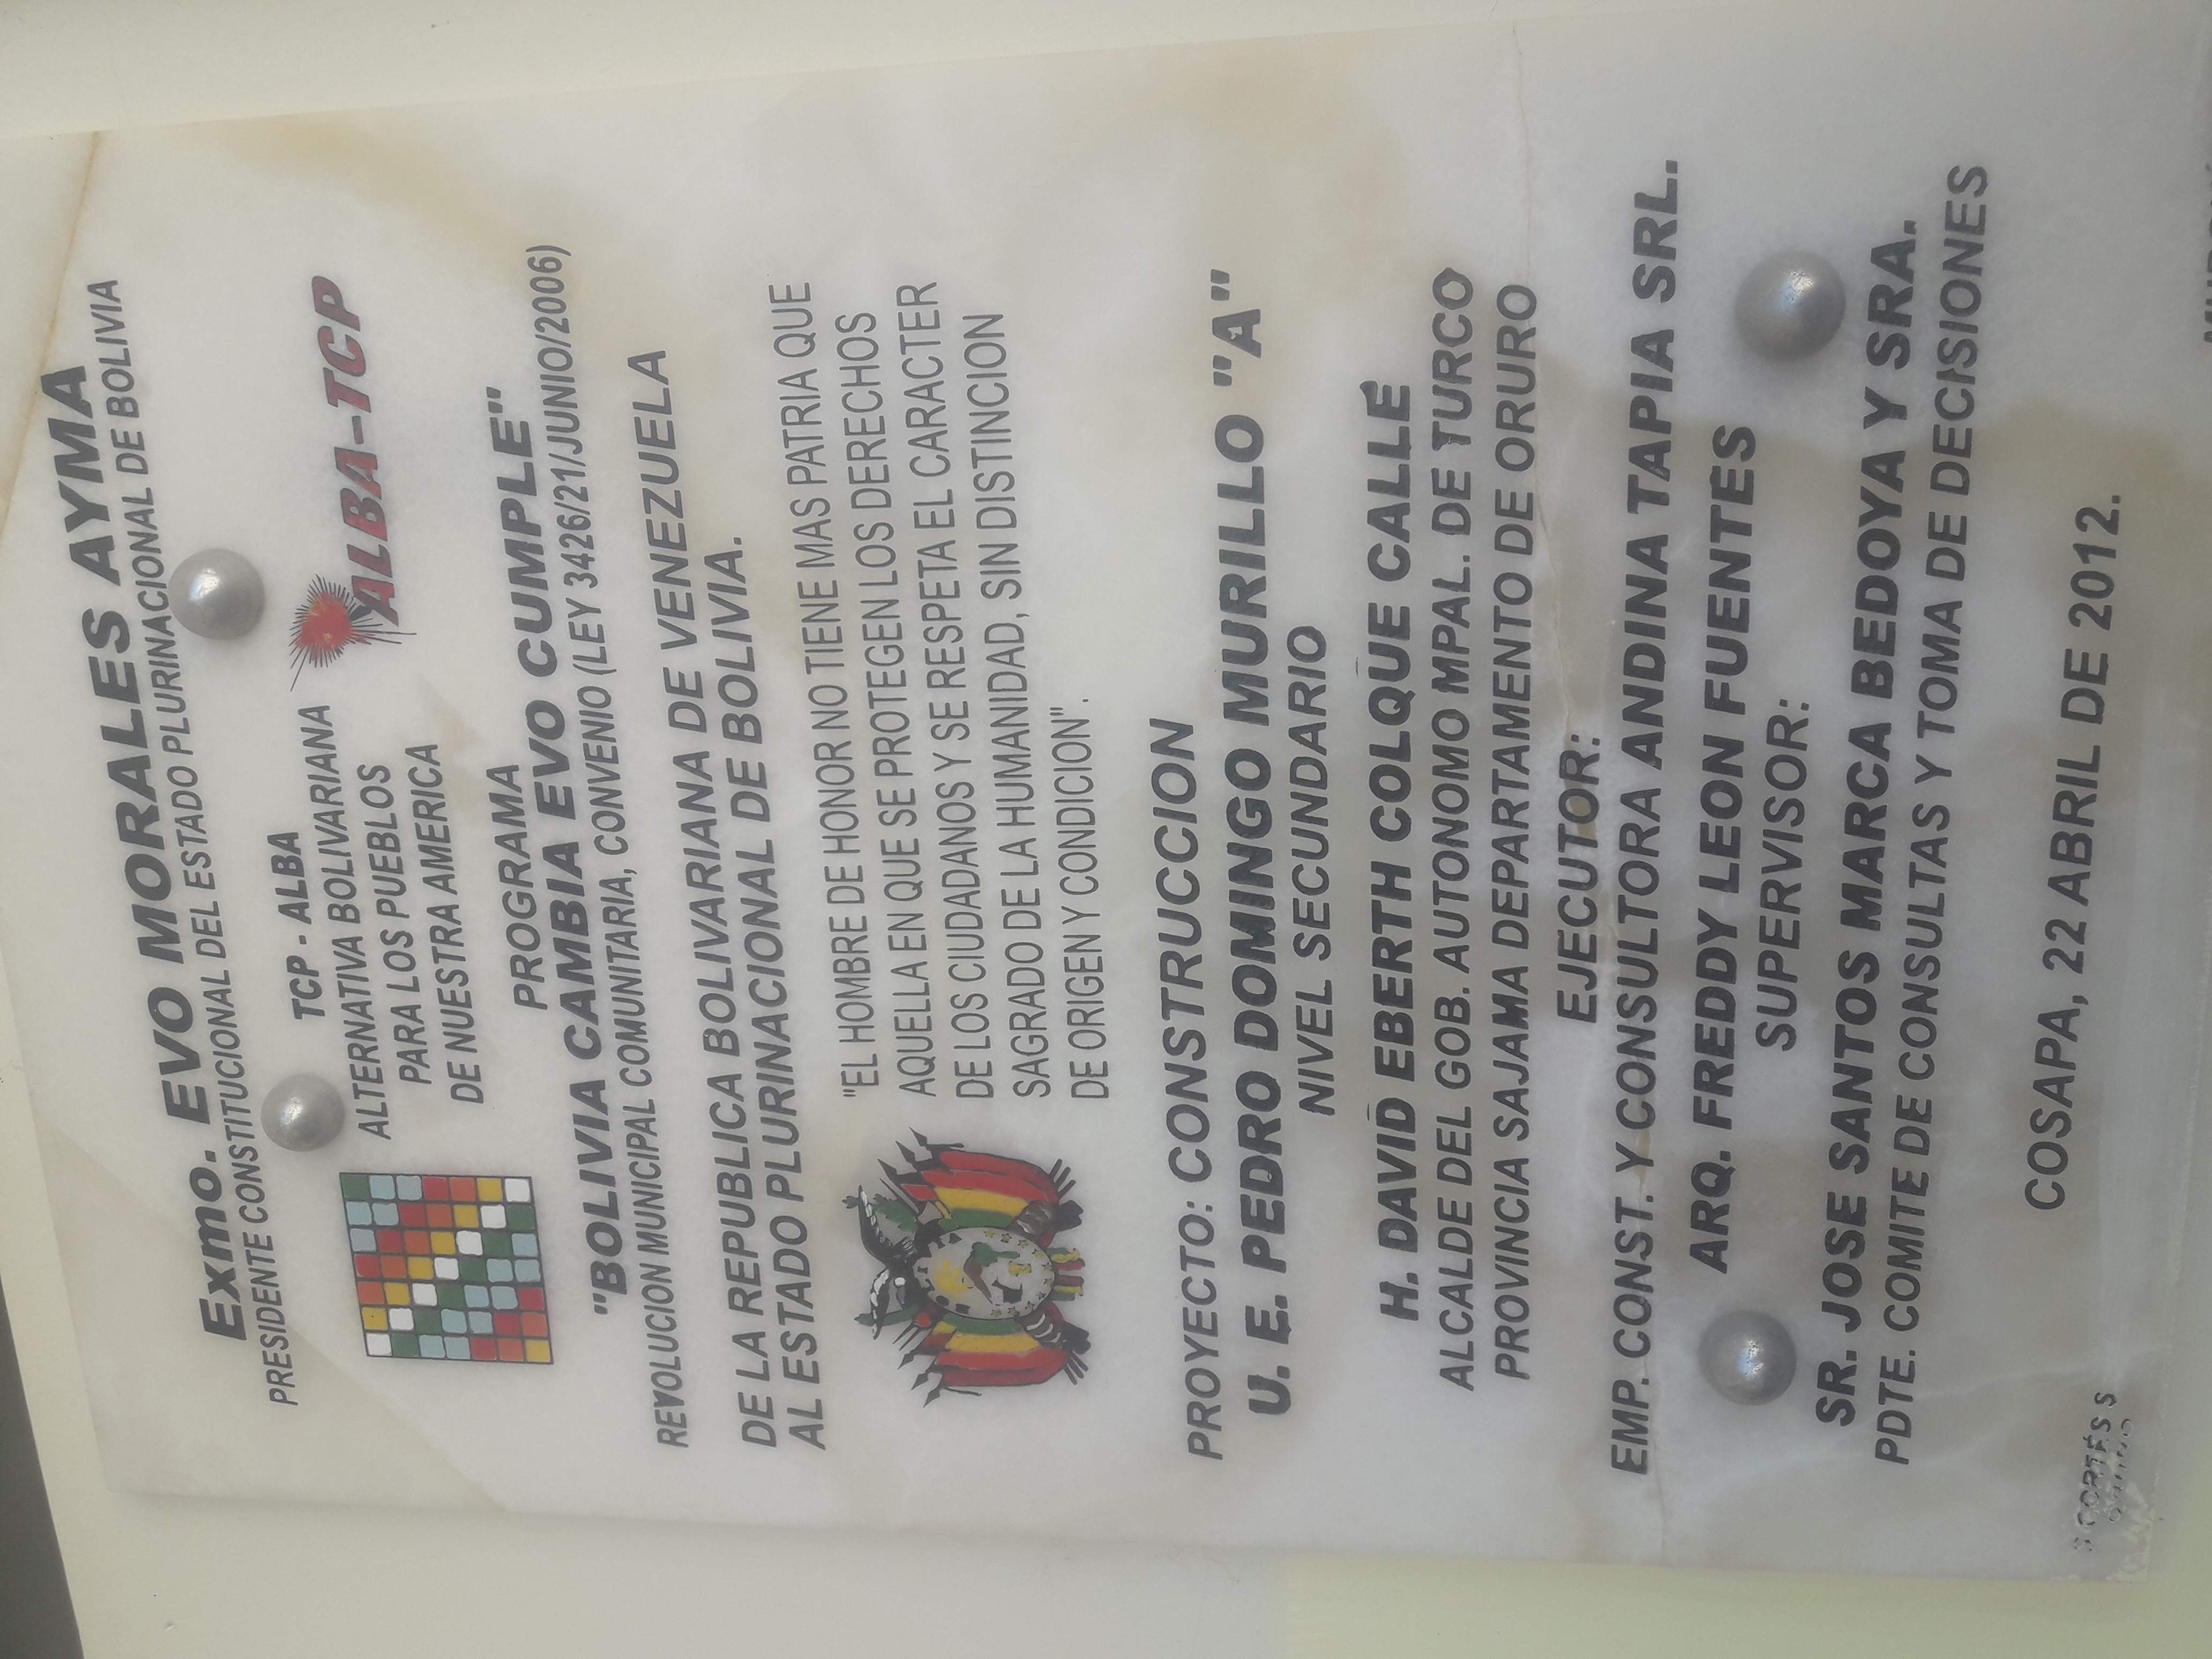 Exmo. EVO MORALES AYMA
PRESIDENTE CONSTITUCIONAL DEL ESTADO PLURINACIONAL DE BOLIVIA
TCP - ALBA
ALTERNATIVA BOLIVARIANA
PARA LOS PUEBLOS
DE NUESTRA AMERICA
ALBA-TCP
PROGRAMA
"BOLIVIA CAMBIA EVO CUMPLE"
REVOLUCION MUNICIPAL COMUNITARIA, CONVENIO (LEY 3426/21/JUNIO/2006)
DE LA REPUBLICA BOLIVARIANA DE VENEZUELA
AL ESTADO PLURINACIONAL DE BOLIVIA.
"EL HOMBRE DE HONOR NO TIENE MAS PATRIA QUE
AQUELLA EN QUE SE PROTEGEN LOS DERECHOS
DE LOS CIUDADANOS Y SE RESPETA EL CARACTER
SAGRADO DE LA HUMANIDAD, SIN DISTINCION
DE ORIGEN Y CONDICION".
PROYECTO: CONSTRUCCION
U. E. PEDRO DOMINGO MURILLO "A"
NIVEL SECUNDARIO
H. DAVID EBERTH COLQUE CALLE
ALCALDE DEL GOB. AUTONOMO MPAL. DE TURCO
PROVINCIA SAJAMA DEPARTAMENTO DE ORURO
EJECUTOR:
EMP. CONST. Y CONSULTORA ANDINA TAPIA SRL.
ARQ. FREDDY LEON FUENTES
SUPERVISOR:
SR. JOSE SANTOS MARCA BEDOYA Y SRA.
PDTE. COMITE DE CONSULTAS Y TOMA DE DECISIONES
COSAPA, 22 ABRIL DE 2012.
CORTÉS S
ORURO